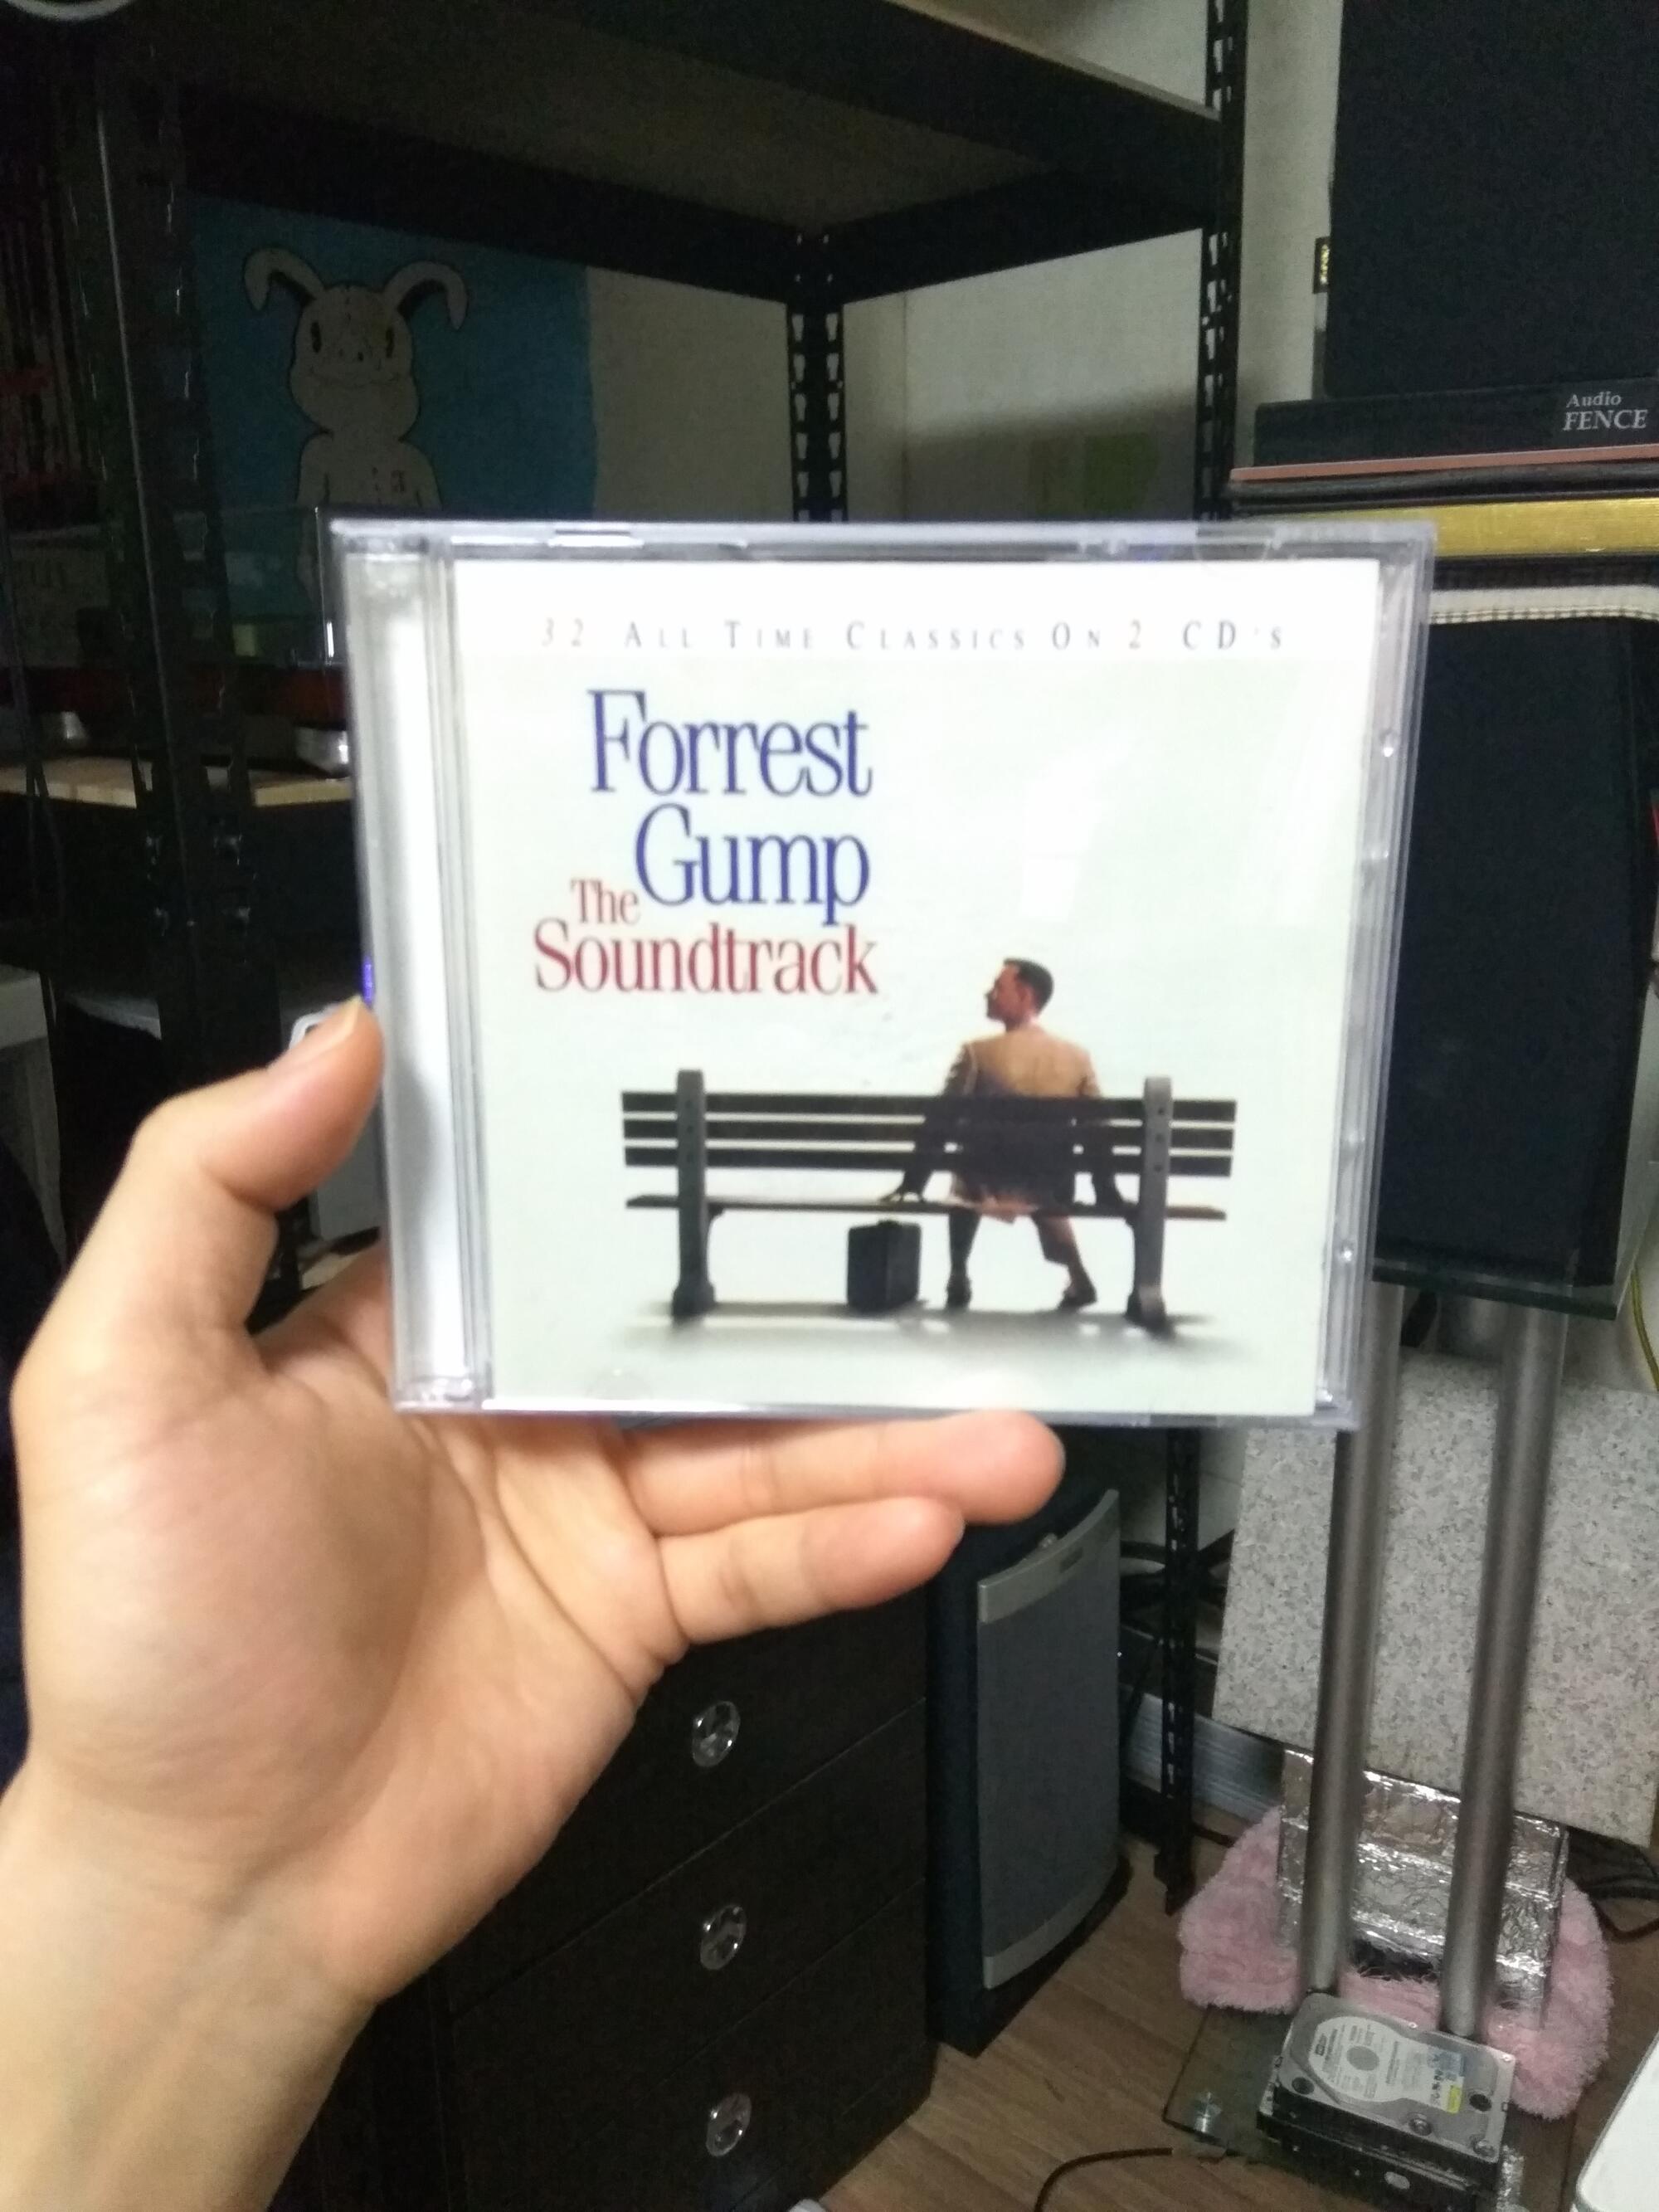 Audio
FENCE
32 ALL TIME CLASSICS ON 2 CD'S
Forrest
Gump
The
Soundtrack